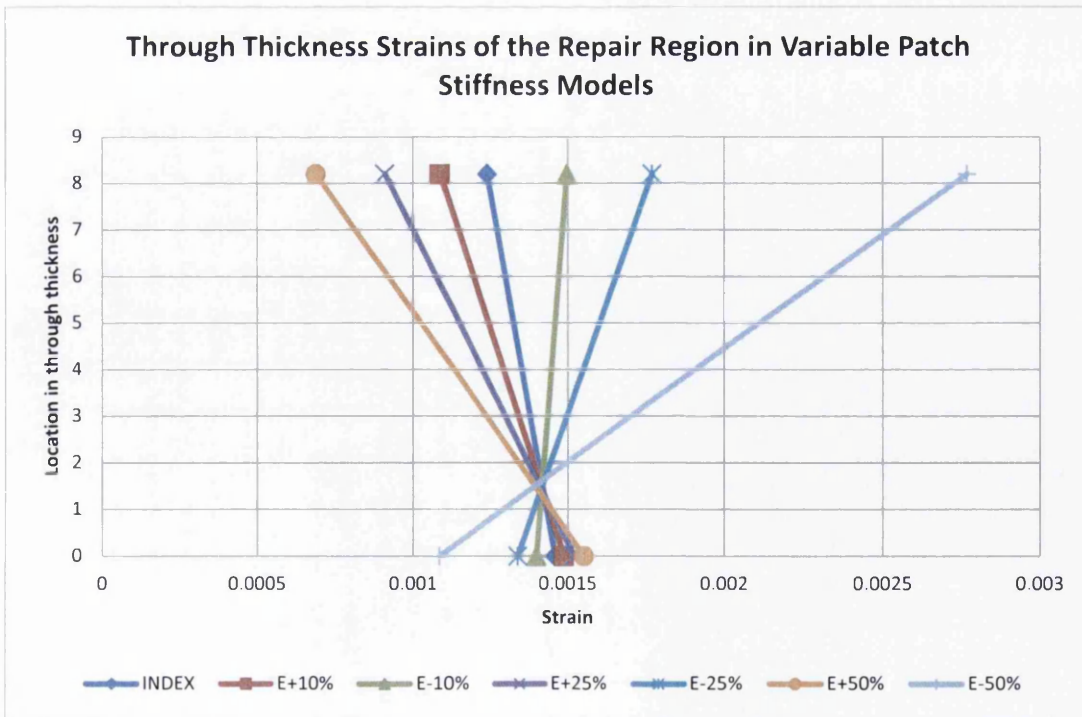 Through Thickness Strains of the Repair Region in Variable Patch
Stiffness Models
Location in through thickness
9
8
7
6
5
4
3
2
1
0
0 0.0005 0.001 0.0015 0.002 0.0025 0.003
Strain
INDEX E+10% E-10% E+25% E-25% E+50% E-50%